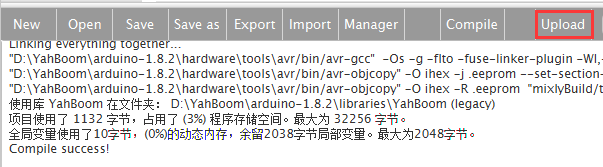 New Open Save Save as Export Import Manager Compile Upload
Linking everything together...
"D:\YahBoom\arduino-1.8.2\hardware\tools\avr/bin/avr-gcc" -Os -g -flto -fuse-linker-plugin -Wl,-
"D:\YahBoom\arduino-1.8.2\hardware\tools\avr/bin/avr-objcopy" -O ihex -j .eeprom --set-section-
"D:\YahBoom\arduino-1.8.2\hardware\tools\avr/bin/avr-objcopy" -O ihex -R .eeprom "mixlyBuild/t
使用库 YahBoom 在文件夹: D:\YahBoom\arduino-1.8.2\libraries\YahBoom (legacy)
项目使用了 1132 字节，占用了 (3%) 程序存储空间。最大为 32256 字节。
全局变量使用了10字节，(0%)的动态内存，余留2038字节局部变量。最大为2048字节。
Compile success!